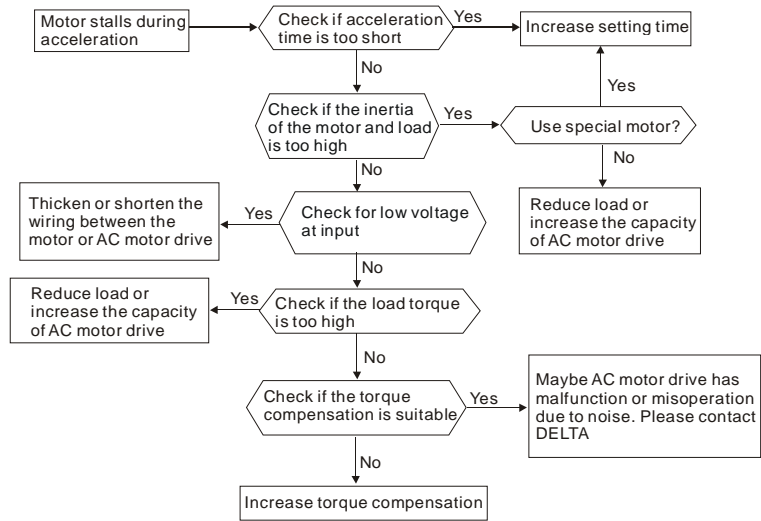 Motor stalls during
acceleration
Check if acceleration
time is too short
Yes
Increase setting time
No
Yes
Check if the inertia
of the motor and load
is too high
Yes
Use special motor?
No
No
Thicken or shorten the
wiring between the
motor or AC motor drive
Yes
Check for low voltage
at input
Reduce load or
increase the capacity
of AC motor drive
No
Reduce load or
increase the capacity
of AC motor drive
Yes
Check if the load torque
is too high
No
Check if the torque
compensation is suitable
Yes
Maybe AC motor drive has
malfunction or misoperation
due to noise. Please contact
DELTA
No
Increase torque compensation